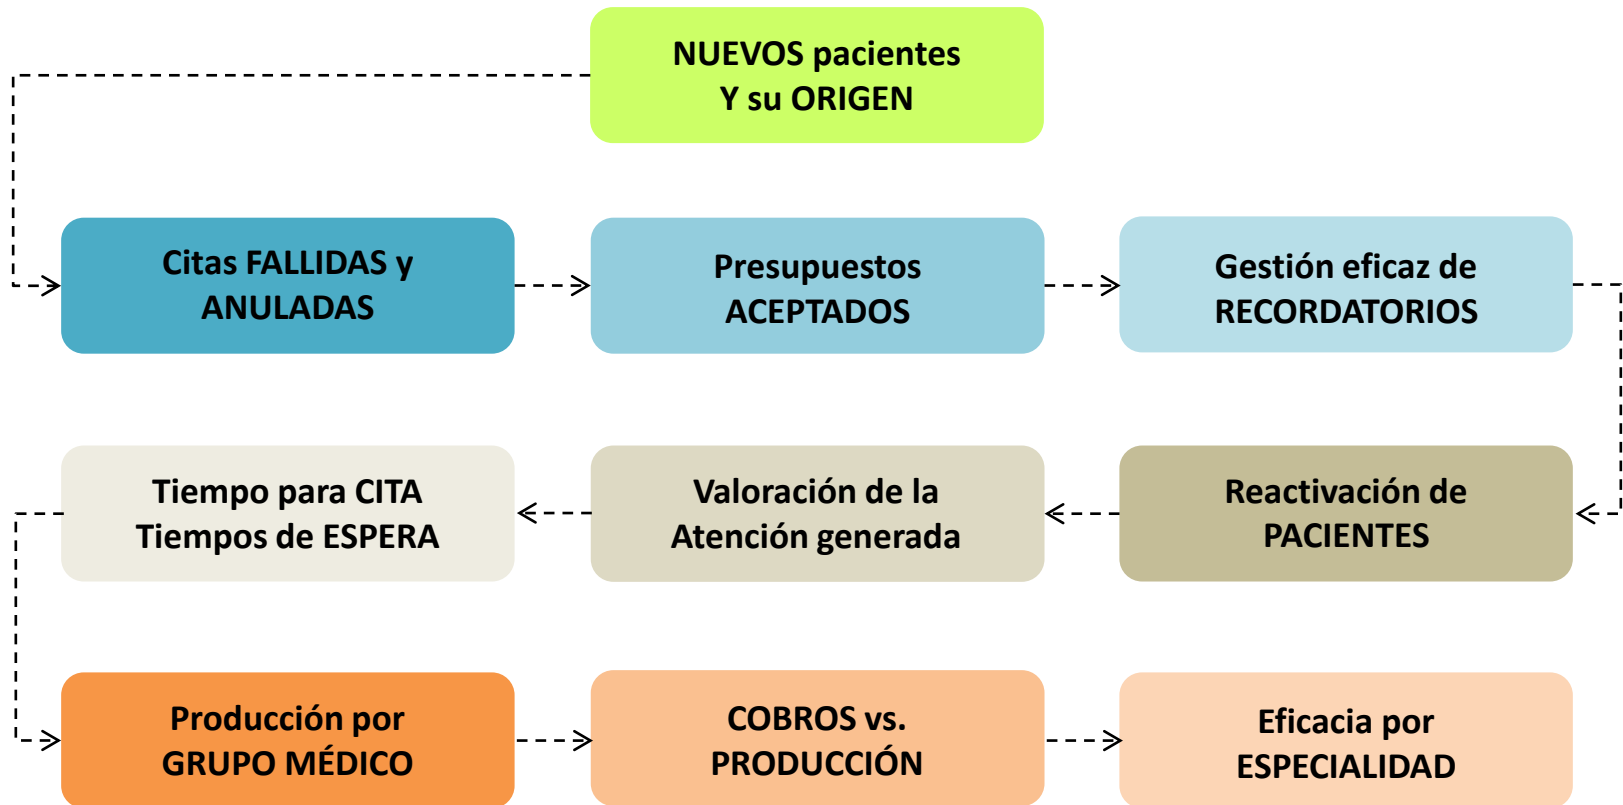 NUEVOS pacientes
Y su ORIGEN
Citas FALLIDAS y
ANULADAS
Presupuestos
ACEPTADOS
Gestión eficaz de
RECORDATORIOS
Tiempo para CITA
Tiempos de ESPERA
Valoración de la
Atención generada
Reactivación de
PACIENTES
Producción por
GRUPO MÉDICO
COBROS vs.
PRODUCCIÓN
Eficacia por
ESPECIALIDAD